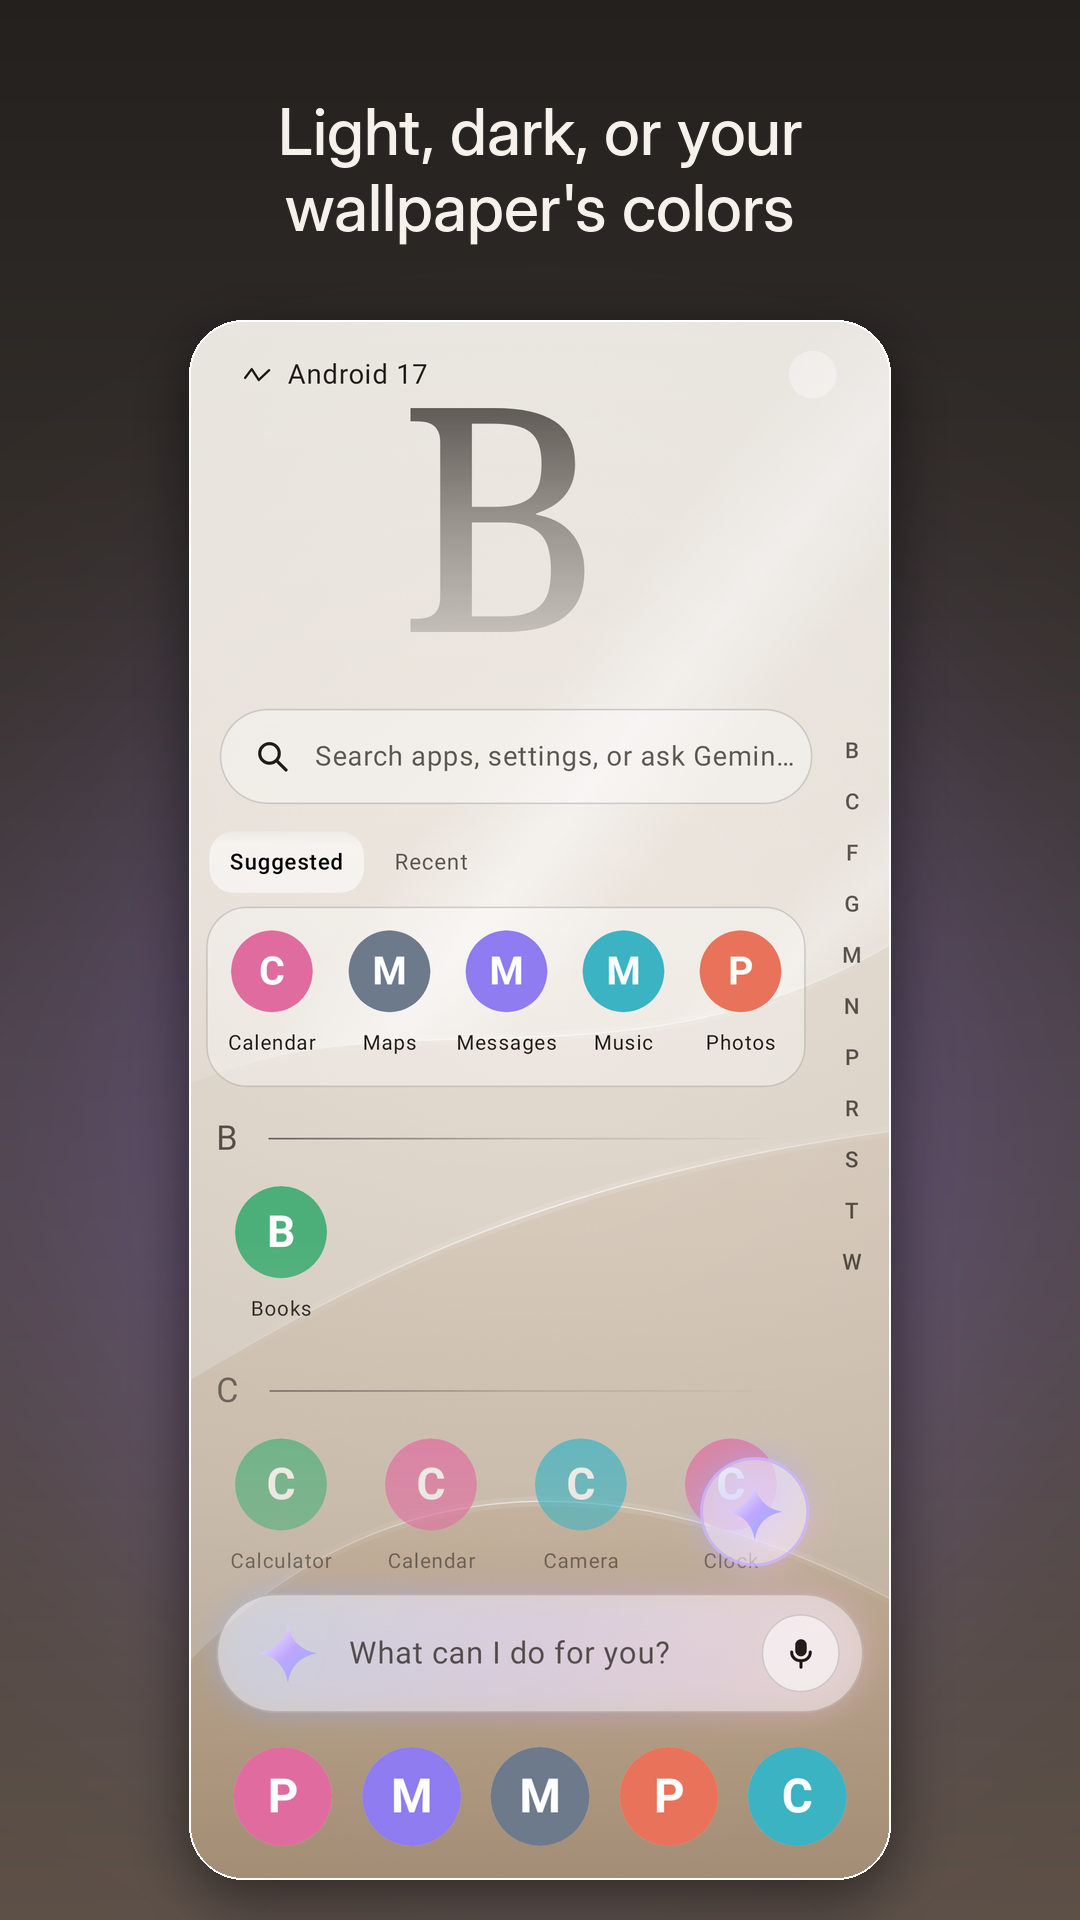 Light, dark, or your
wallpaper's colors
Android 17
B
Search apps, settings, or ask Gemin…
Suggested
Recent
C
M
M
M
P
Calendar
Maps
Messages
Music
Photos
B
C
F
G
M
N
P
R
S
T
W
B
B
Books
C
C
C
C
C
Calculator
Calendar
Camera
Clock
What can I do for you?
P
M
M
P
C